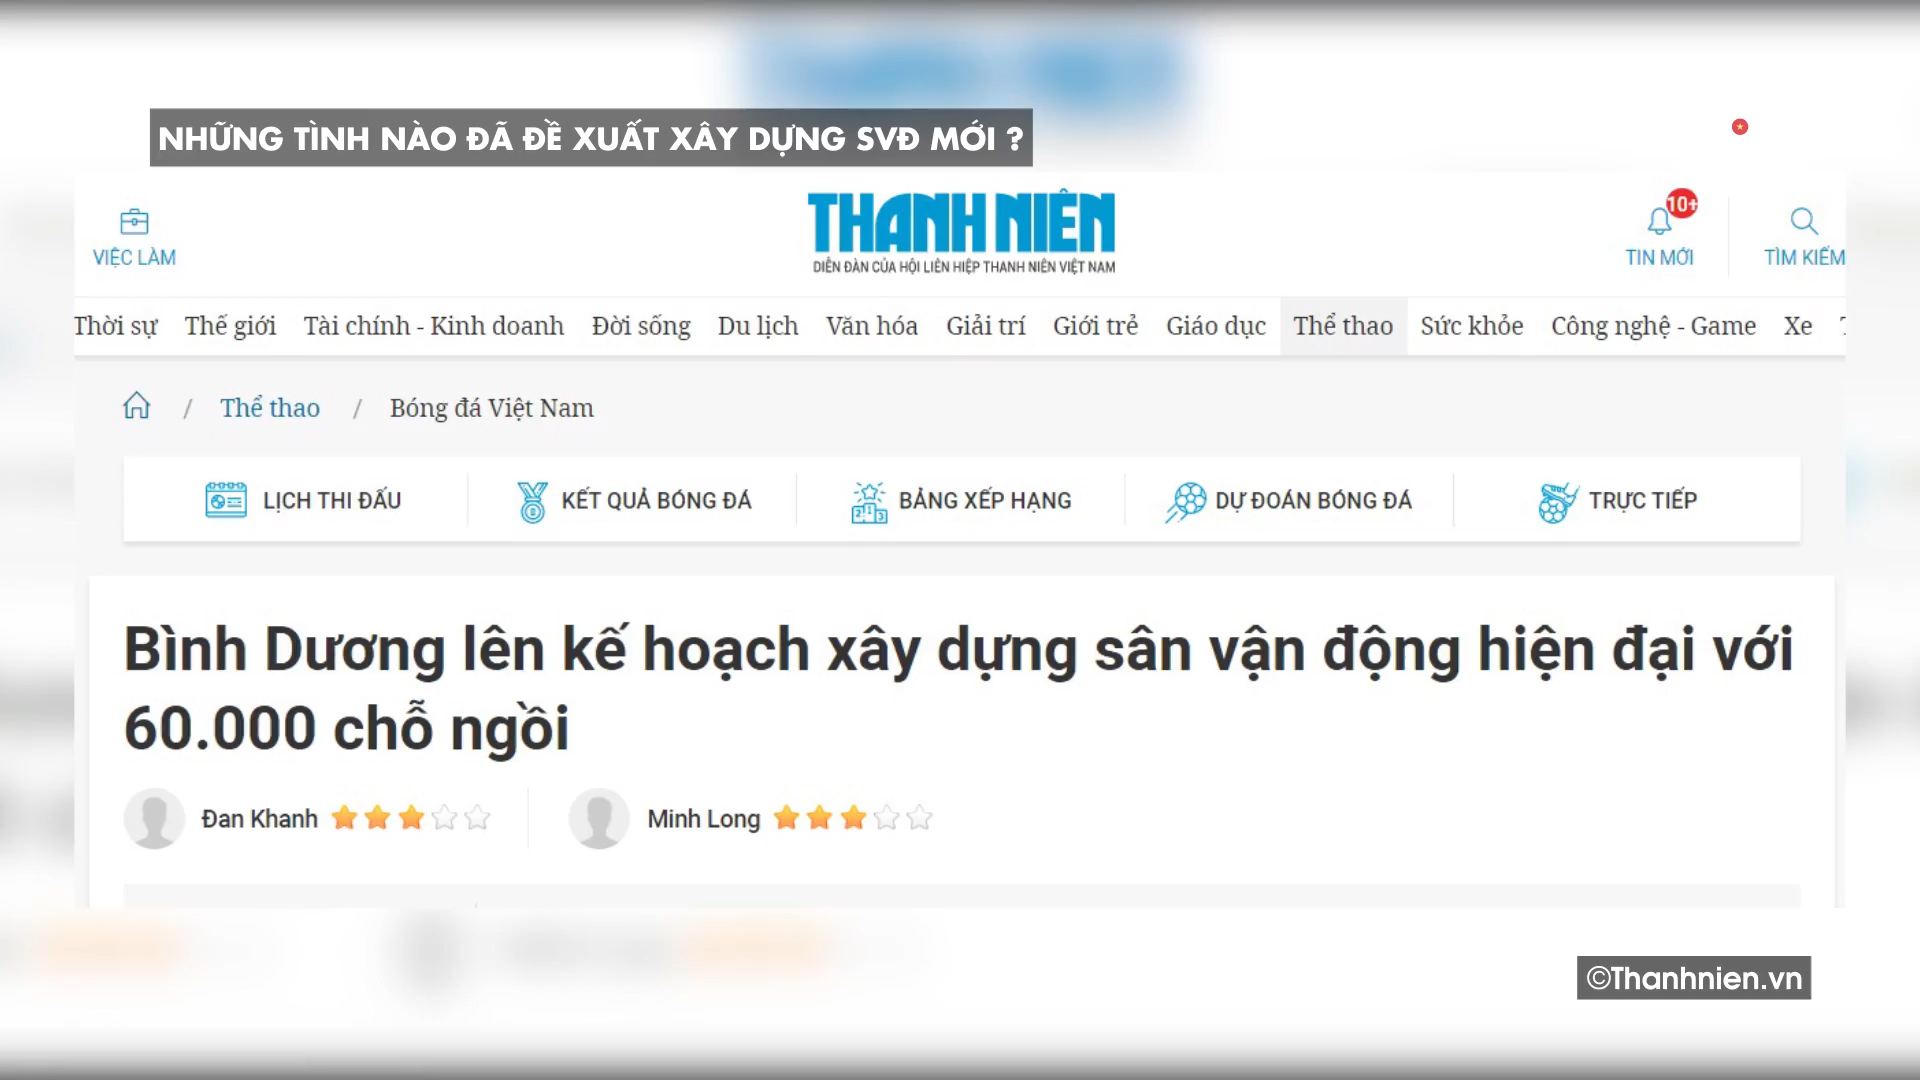 NHỮNG TÌNH NÀO ĐÃ ĐỀ XUẤT XÂY DỰNG SVĐ MỚI ?
VIỆC LÀM
THANH NIÊN
DIỄN ĐÀN CỦA HỘI LIÊN HIỆP THANH NIÊN VIỆT NAM
10+
TIN MỚI
TÌM KIẾM
Thời sự Thế giới Tài chính - Kinh doanh Đời sống Du lịch Văn hóa Giải trí Giới trẻ Giáo dục Thể thao Sức khỏe Công nghệ - Game Xe
/ Thể thao / Bóng đá Việt Nam
LỊCH THI ĐẤU KẾT QUẢ BÓNG ĐÁ BẢNG XẾP HẠNG DỰ ĐOÁN BÓNG ĐÁ TRỰC TIẾP
Bình Dương lên kế hoạch xây dựng sân vận động hiện đại với
60.000 chỗ ngồi
Đan Khanh Minh Long
©Thanhnien.vn